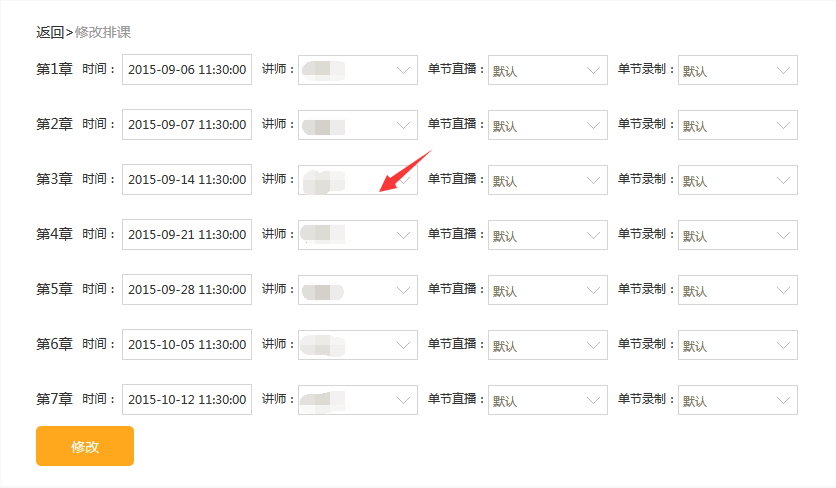 返回>修改排课
第1章 时间： 2015-09-06 11:30:00 讲师： 单节直播： 默认 单节录制： 默认
第2章 时间： 2015-09-07 11:30:00 讲师： 单节直播： 默认 单节录制： 默认
第3章 时间： 2015-09-14 11:30:00 讲师： 单节直播： 默认 单节录制： 默认
第4章 时间： 2015-09-21 11:30:00 讲师： 单节直播： 默认 单节录制： 默认
第5章 时间： 2015-09-28 11:30:00 讲师： 单节直播： 默认 单节录制： 默认
第6章 时间： 2015-10-05 11:30:00 讲师： 单节直播： 默认 单节录制： 默认
第7章 时间： 2015-10-12 11:30:00 讲师： 单节直播： 默认 单节录制： 默认
修改